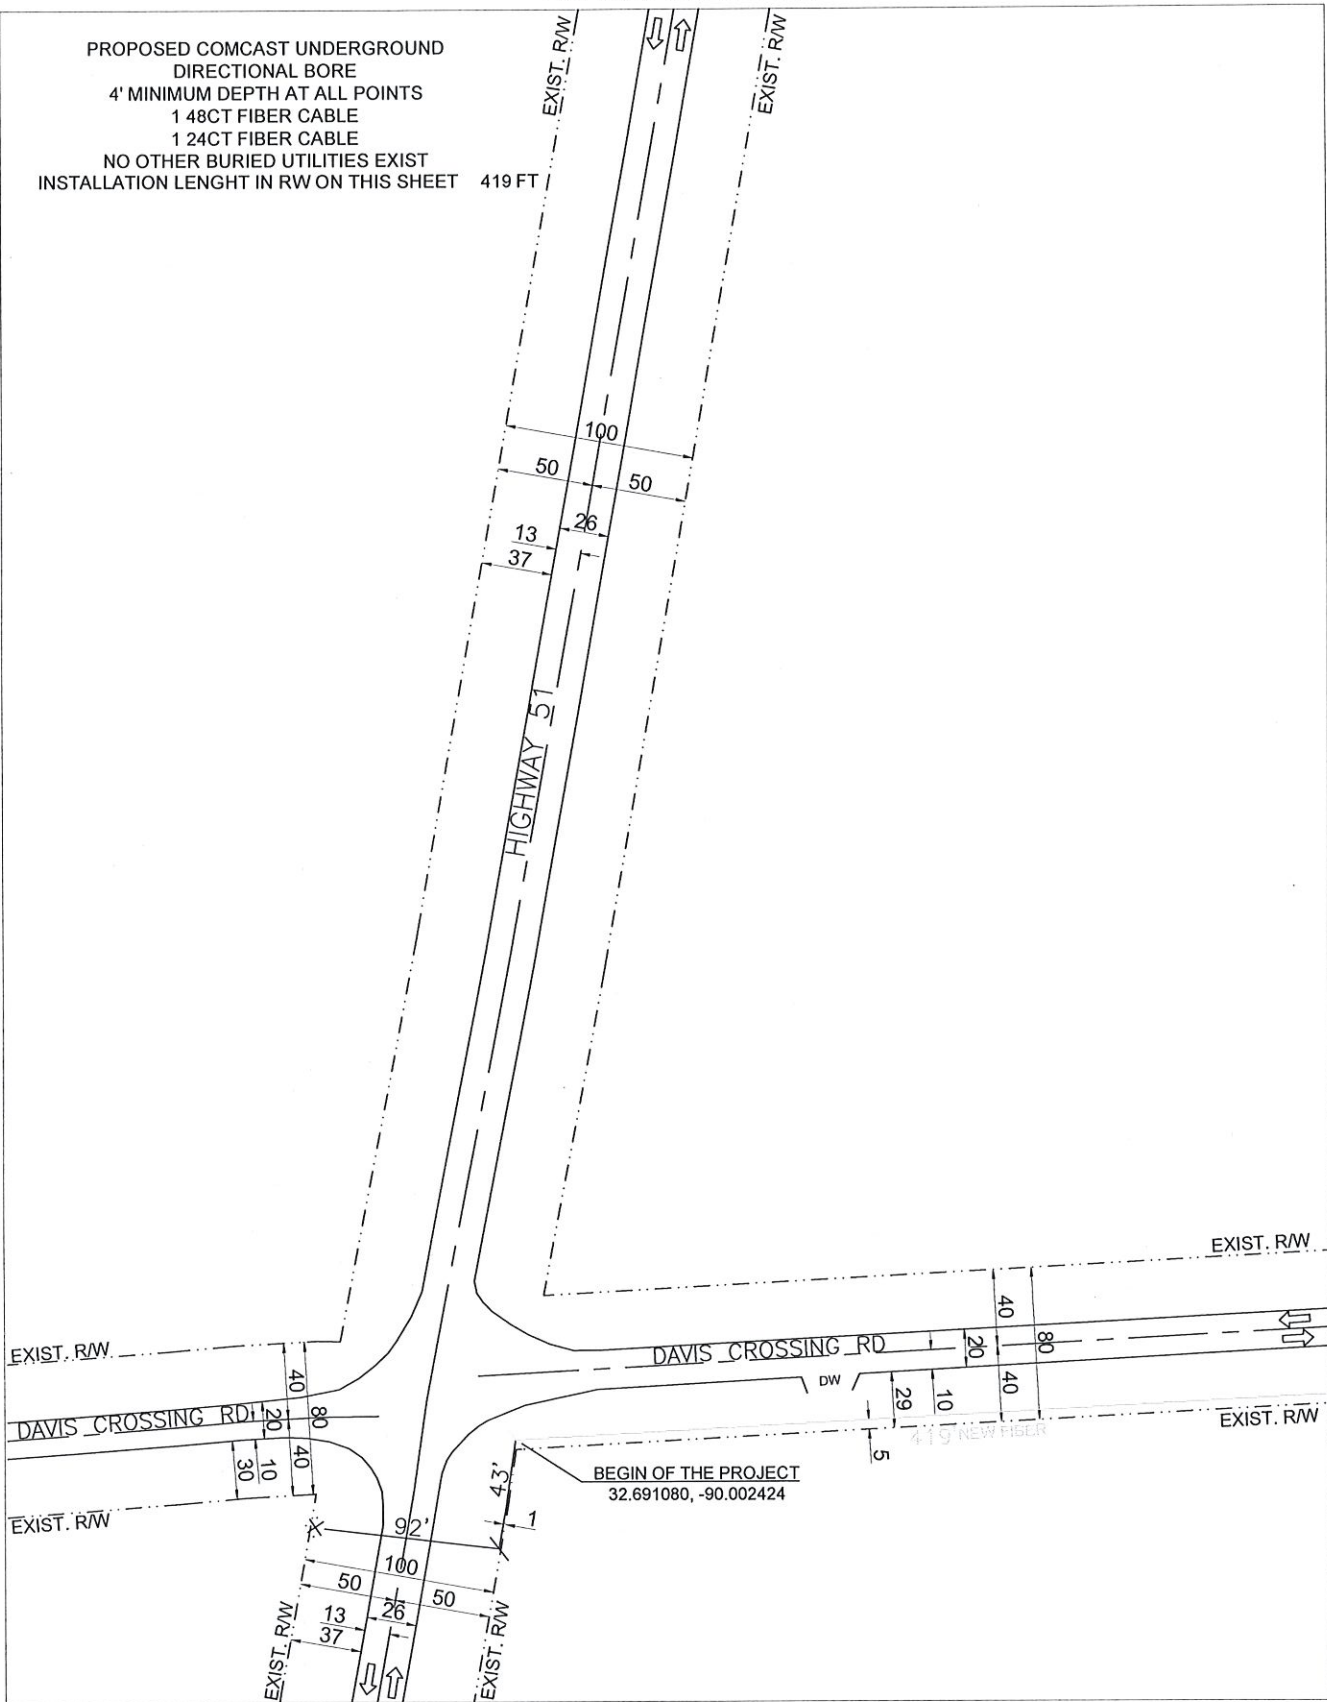 PROPOSED COMCAST UNDERGROUND
DIRECTIONAL BORE
4' MINIMUM DEPTH AT ALL POINTS
1 48CT FIBER CABLE
1 24CT FIBER CABLE
NO OTHER BURIED UTILITIES EXIST
INSTALLATION LENGHT IN RW ON THIS SHEET 419 FT
EXIST. R/W
EXIST. R/W
100
50
50
26
13
37
HIGHWAY 51
EXIST. R/W
40
80
20
40
DAVIS CROSSING RD
DW
29
10
EXIST. R/W
419' NEW FIBER
5
EXIST. R/W
40
80
20
40
DAVIS CROSSING RD
30
10
EXIST. R/W
BEGIN OF THE PROJECT
32.691080, -90.002424
43'
1
92'
100
50
50
26
13
37
EXIST. R/W
EXIST. R/W